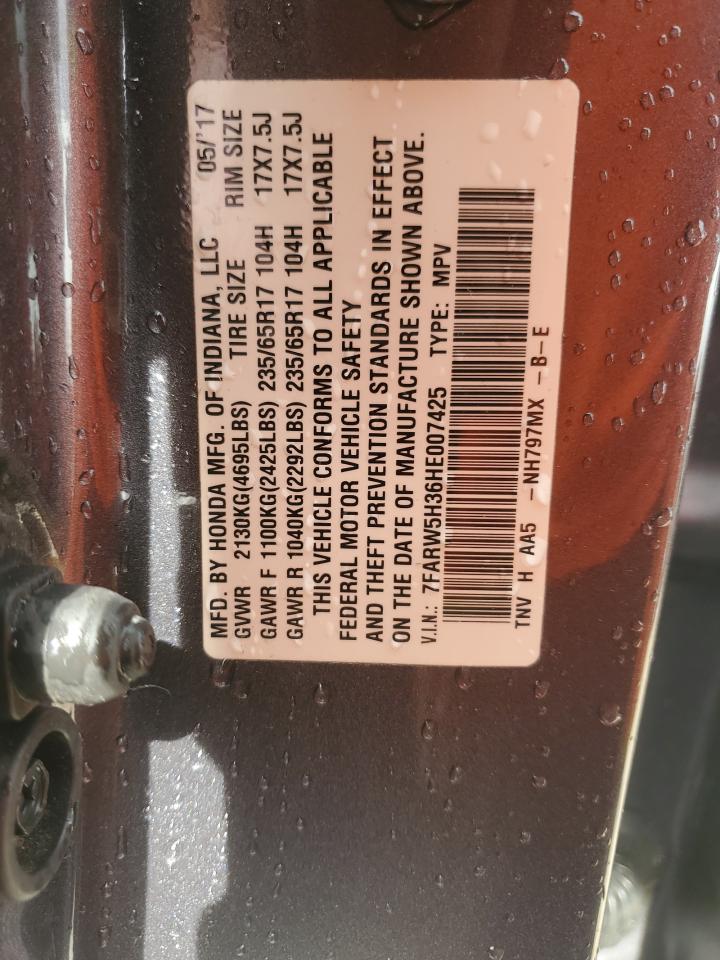 MFD. BY HONDA MFG. OF INDIANA, LLC 05/'17
GVWR 2130KG(4695LBS) TIRE SIZE RIM SIZE
GAWR F 1100KG(2425LBS) 235/65R17 104H 17X7.5J
GAWR R 1040KG(2292LBS) 235/65R17 104H 17X7.5J
THIS VEHICLE CONFORMS TO ALL APPLICABLE
FEDERAL MOTOR VEHICLE SAFETY
AND THEFT PREVENTION STANDARDS IN EFFECT
ON THE DATE OF MANUFACTURE SHOWN ABOVE.
V.I.N.: 7FARW5H36HE007425 TYPE: MPV
TNV H AA5 -NH797MX -B-E